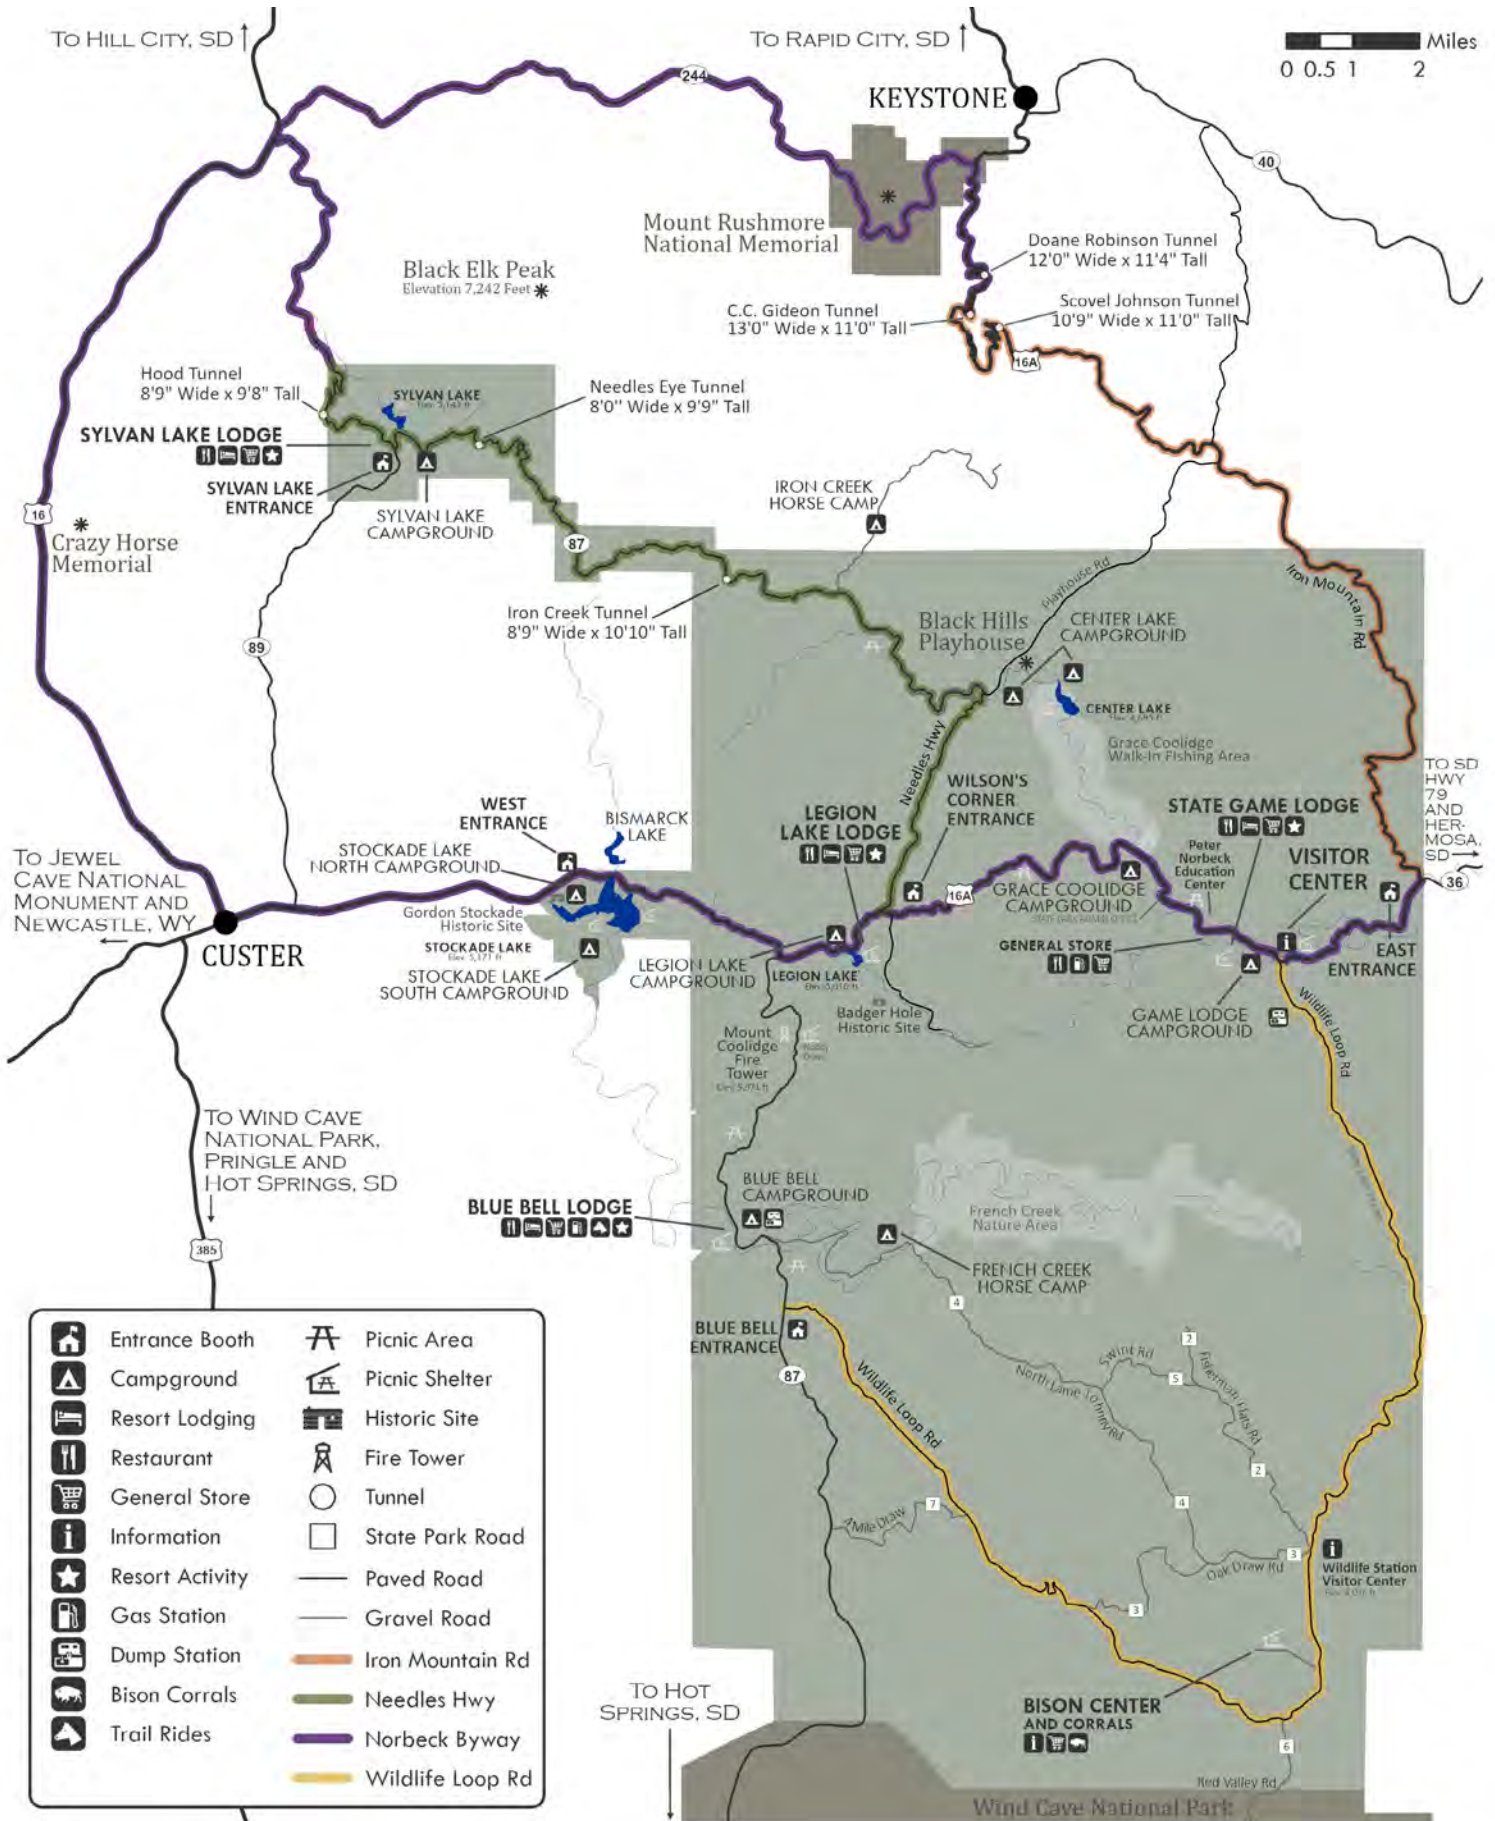 TO HILL CITY, SD
TO RAPID CITY, SD
Miles
0 0.5 1 2
244
KEYSTONE
40
Mount Rushmore
National Memorial
Doane Robinson Tunnel
12'0" Wide x 11'4" Tall
Black Elk Peak
Elevation 7,242 Feet
C.C. Gideon Tunnel
13'0" Wide x 11'0" Tall
Scovel Johnson Tunnel
10'9" Wide x 11'0" Tall
16A
Hood Tunnel
8'9" Wide x 9'8" Tall
SYLVAN LAKE
Needles Eye Tunnel
8'0" Wide x 9'9" Tall
SYLVAN LAKE LODGE
SYLVAN LAKE
ENTRANCE
SYLVAN LAKE
CAMPGROUND
IRON CREEK
HORSE CAMP
16
Crazy Horse
Memorial
87
Iron Creek Tunnel
8'9" Wide x 10'10" Tall
Playhouse Rd
Iron Mountain Rd
Black Hills
Playhouse
CENTER LAKE
CAMPGROUND
89
CENTER LAKE
Grace Coolidge
Walk-In Fishing Area
Needles Hwy
WILSON'S
CORNER
ENTRANCE
TO SD
HWY
79
AND
HER-
MOSA,
SD
WEST
ENTRANCE
BISMARCK
LAKE
LEGION
LAKE LODGE
STATE GAME LODGE
STOCKADE LAKE
NORTH CAMPGROUND
Peter
Norbeck
Education
Center
VISITOR
CENTER
36
TO JEWEL
CAVE NATIONAL
MONUMENT AND
NEWCASTLE, WY
16A
GRACE COOLIDGE
CAMPGROUND
Gordon Stockade
Historic Site
CUSTER
STOCKADE LAKE
Elev. 5,171 ft
STOCKADE LAKE
SOUTH CAMPGROUND
LEGION LAKE
CAMPGROUND
LEGION LAKE
GENERAL STORE
EAST
ENTRANCE
Badger Hole
Historic Site
GAME LODGE
CAMPGROUND
Wildlife Loop Rd
Mount
Coolidge
Fire
Tower
TO WIND CAVE
NATIONAL PARK,
PRINGLE AND
HOT SPRINGS, SD
BLUE BELL
CAMPGROUND
BLUE BELL LODGE
French Creek
Nature Area
385
FRENCH CREEK
HORSE CAMP
4
BLUE BELL
ENTRANCE
87
Wildlife Loop Rd
2
Swint Rd
5
Fisherman Flats Rd
North Lame Johnny Rd
2
4
7
4 Mile Draw
3
Oak Draw Rd
Wildlife Station
Visitor Center
3
BISON CENTER
AND CORRALS
TO HOT
SPRINGS, SD
6
Red Valley Rd
Wind Cave National Park
Entrance Booth
Campground
Resort Lodging
Restaurant
General Store
Information
Resort Activity
Gas Station
Dump Station
Bison Corrals
Trail Rides
Picnic Area
Picnic Shelter
Historic Site
Fire Tower
Tunnel
State Park Road
Paved Road
Gravel Road
Iron Mountain Rd
Needles Hwy
Norbeck Byway
Wildlife Loop Rd